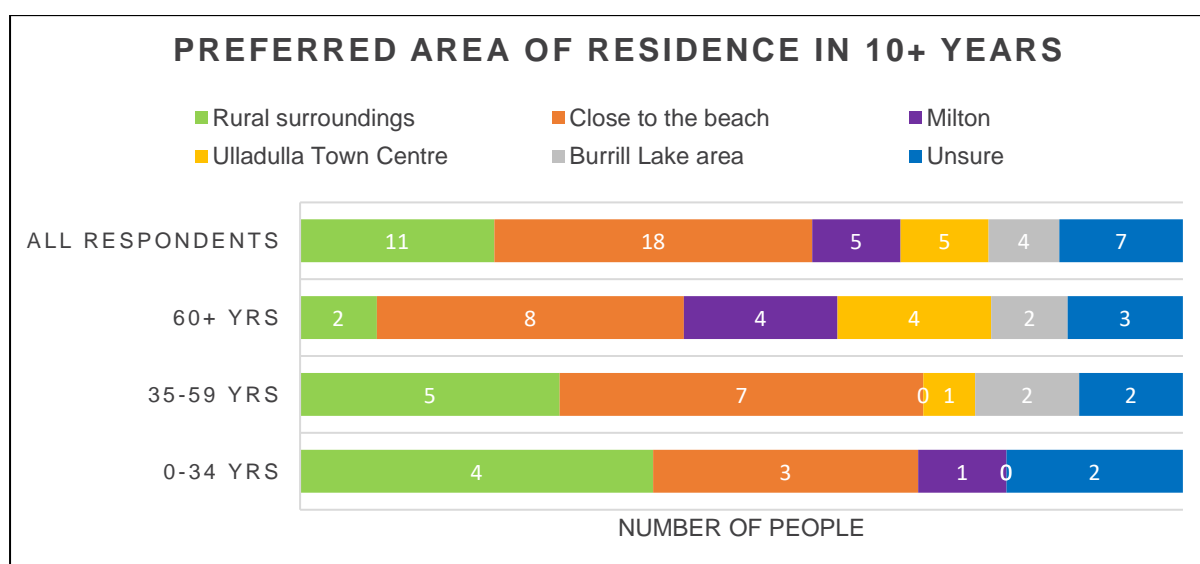 PREFERRED AREA OF RESIDENCE IN 10+ YEARS
Rural surroundings Close to the beach Milton
Ulladulla Town Centre Burrill Lake area Unsure
ALL RESPONDENTS 11 18 5 5 4 7
60+ YRS 2 8 4 4 2 3
35-59 YRS 5 7 0 1 2 2
0-34 YRS 4 3 1 0 2
NUMBER OF PEOPLE